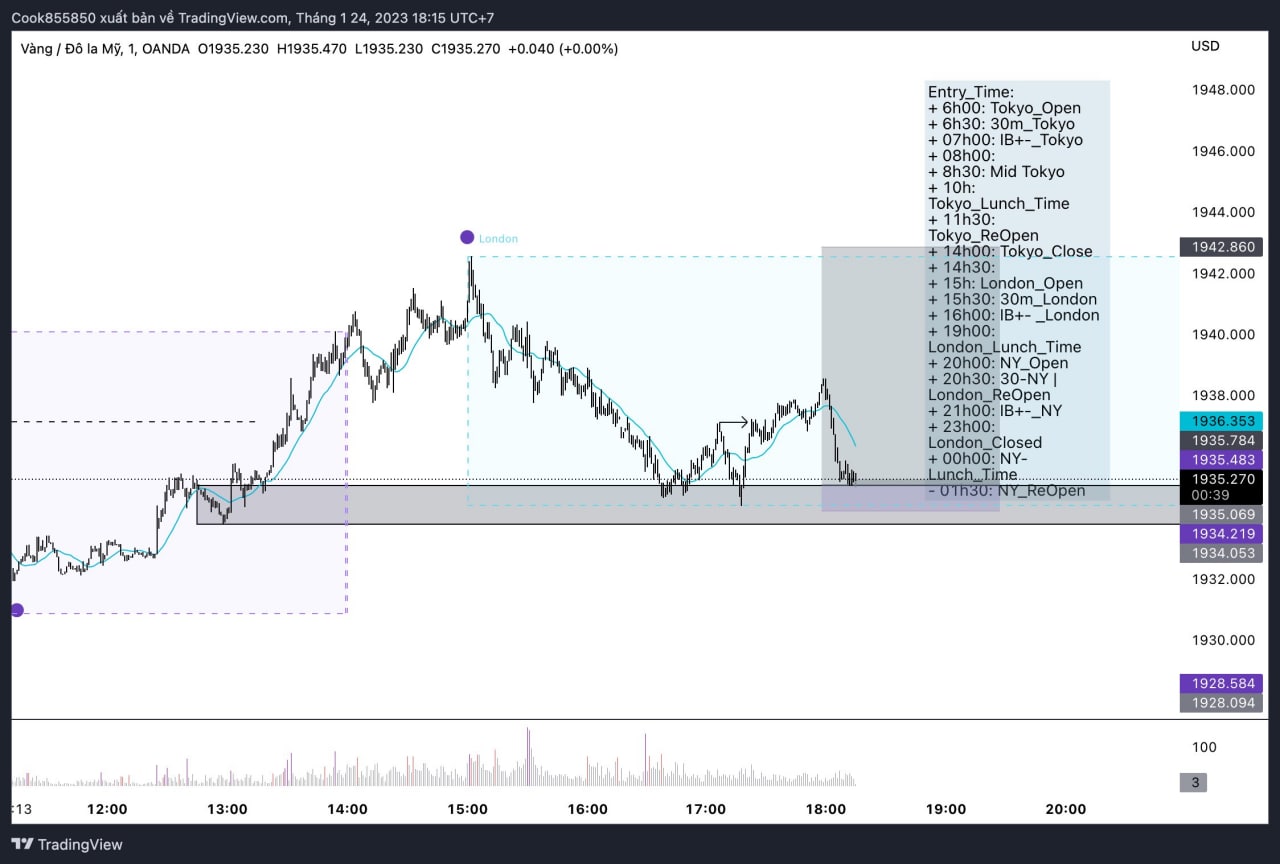 Cook855850 xuất bản về TradingView.com, Tháng 1 24, 2023 18:15 UTC+7
Vàng / Đô la Mỹ, 1, OANDA O1935.230 H1935.470 L1935.230 C1935.270 +0.040 (+0.00%)
USD
London
Entry_Time:
+ 6h00: Tokyo_Open
+ 6h30: 30m_Tokyo
+ 07h00: IB+-_Tokyo
+ 08h00:
+ 8h30: Mid Tokyo
+ 10h:
Tokyo_Lunch_Time
+ 11h30:
Tokyo_ReOpen
+ 14h00: Tokyo_Close
+ 14h30:
+ 15h: London_Open
+ 15h30: 30m_London
+ 16h00: IB+- _London
+ 19h00:
London_Lunch_Time
+ 20h00: NY_Open
+ 20h30: 30-NY |
London_ReOpen
+ 21h00: IB+-_NY
+ 23h00:
London_Closed
+ 00h00: NY-
Lunch_Time
- 01h30: NY_ReOpen
1948.000
1946.000
1944.000
1942.860
1942.000
1940.000
1938.000
1936.353
1935.784
1935.483
1935.270
00:39
1935.069
1934.219
1934.053
1932.000
1930.000
1928.584
1928.094
100
3
:13 12:00 13:00 14:00 15:00 16:00 17:00 18:00 19:00 20:00
TradingView